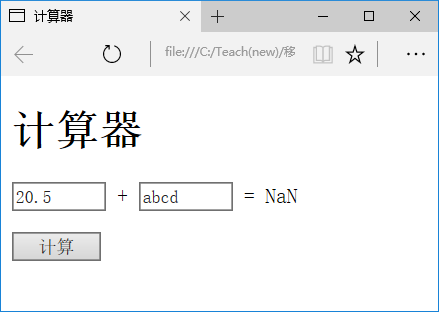 计算器
file:///C:/Teach(new)/移
计算器
20.5 + abcd = NaN
计算